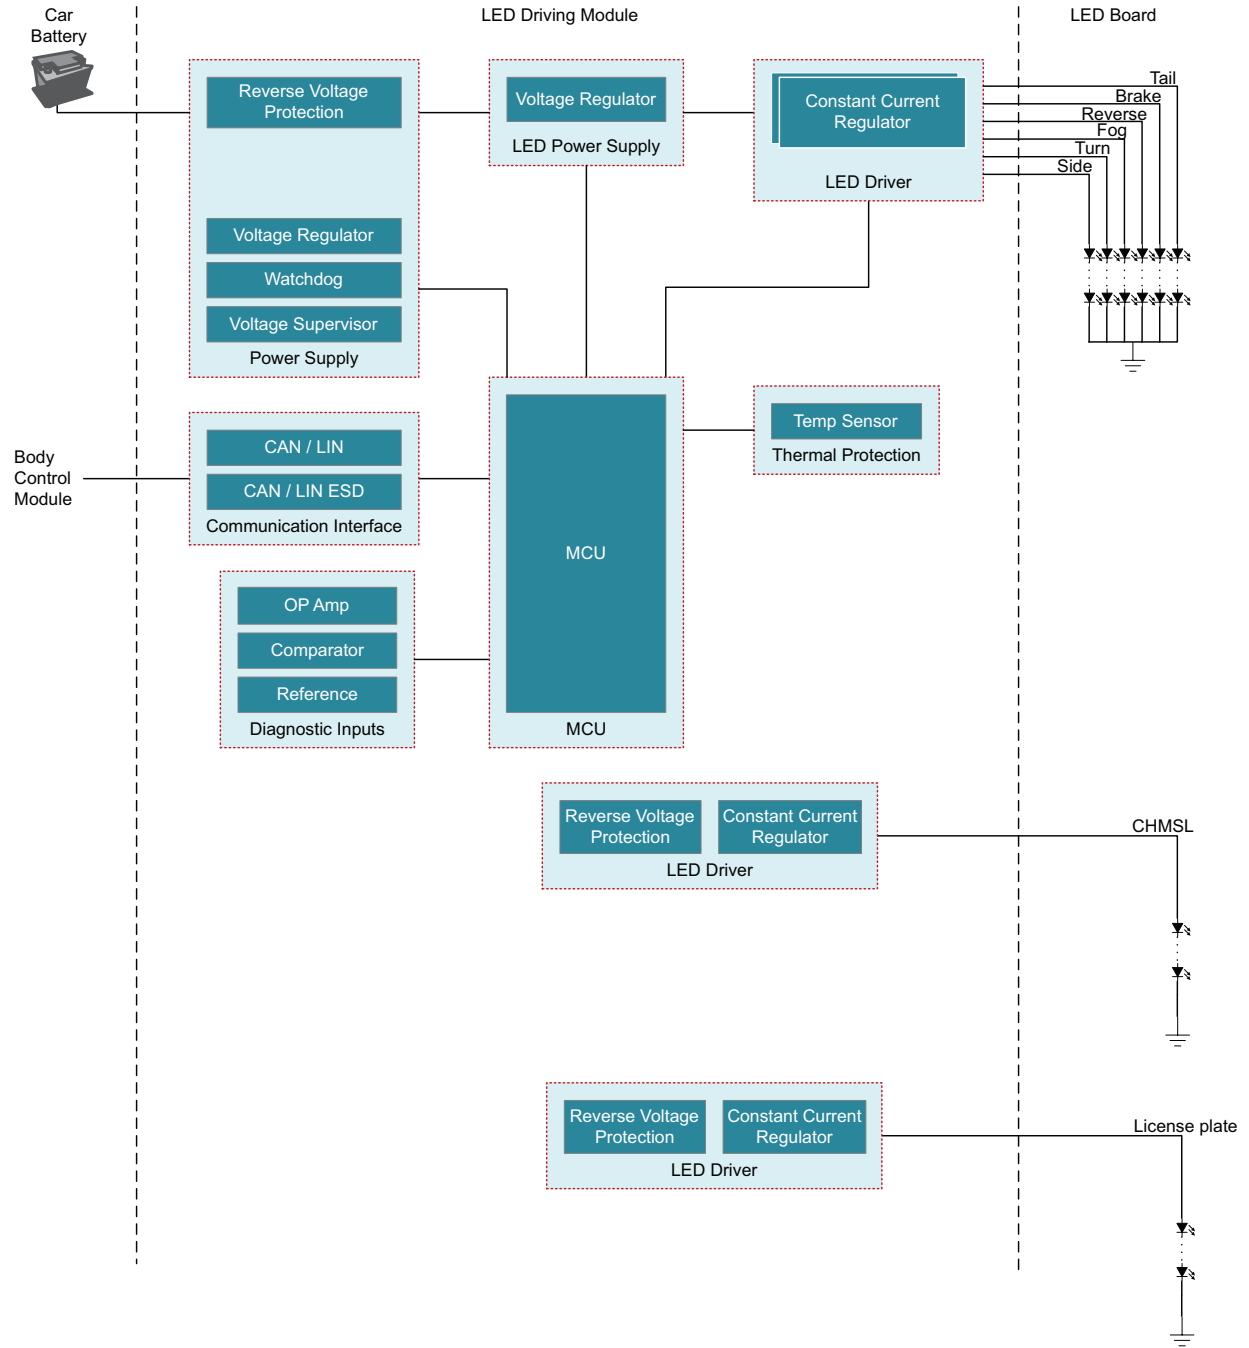 Car
Battery
LED Driving Module
LED Board
Reverse Voltage
Protection
Voltage Regulator
LED Power Supply
Constant Current
Regulator
LED Driver
Tail
Brake
Reverse
Fog
Turn
Side
Voltage Regulator
Watchdog
Voltage Supervisor
Power Supply
Body
Control
Module
CAN / LIN
CAN / LIN ESD
Communication Interface
MCU
MCU
Temp Sensor
Thermal Protection
OP Amp
Comparator
Reference
Diagnostic Inputs
Reverse Voltage
Protection
Constant Current
Regulator
LED Driver
CHMSL
Reverse Voltage
Protection
Constant Current
Regulator
LED Driver
License plate